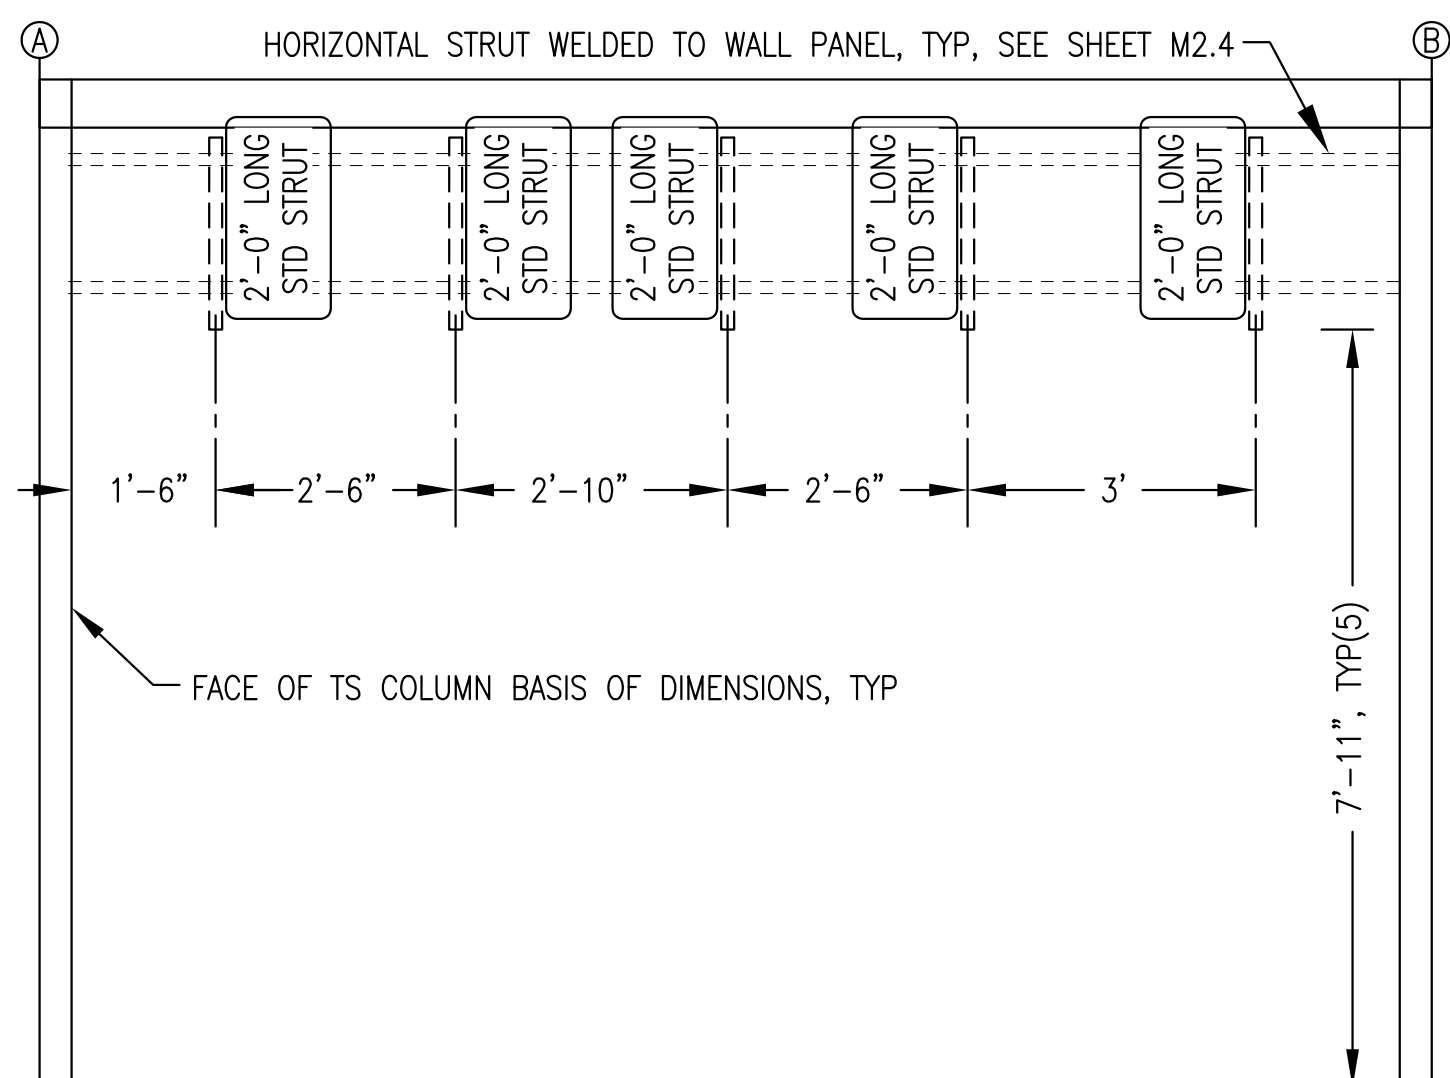 A
HORIZONTAL STRUT WELDED TO WALL PANEL, TYP, SEE SHEET M2.4
B
2'-0" LONG
STD STRUT
2'-0" LONG
STD STRUT
2'-0" LONG
STD STRUT
2'-0" LONG
STD STRUT
2'-0" LONG
STD STRUT
1'-6"
2'-6"
2'-10"
2'-6"
3'
7'-11", TYP(5)
FACE OF TS COLUMN BASIS OF DIMENSIONS, TYP